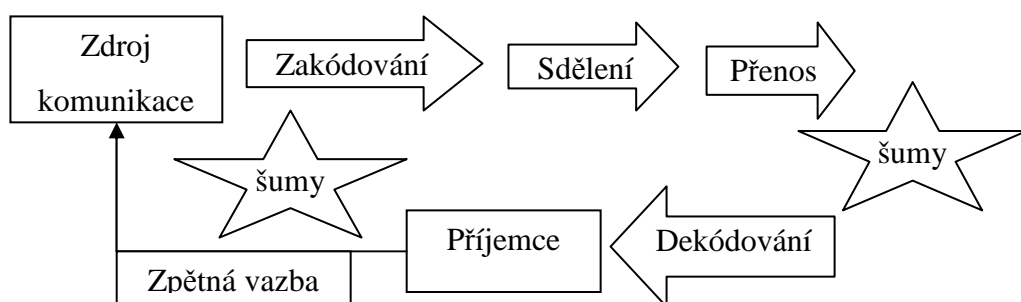 Zdroj
komunikace
Zakódování
Sdělení
Přenos
šumy
šumy
Příjemce
Dekódování
Zpětná vazba